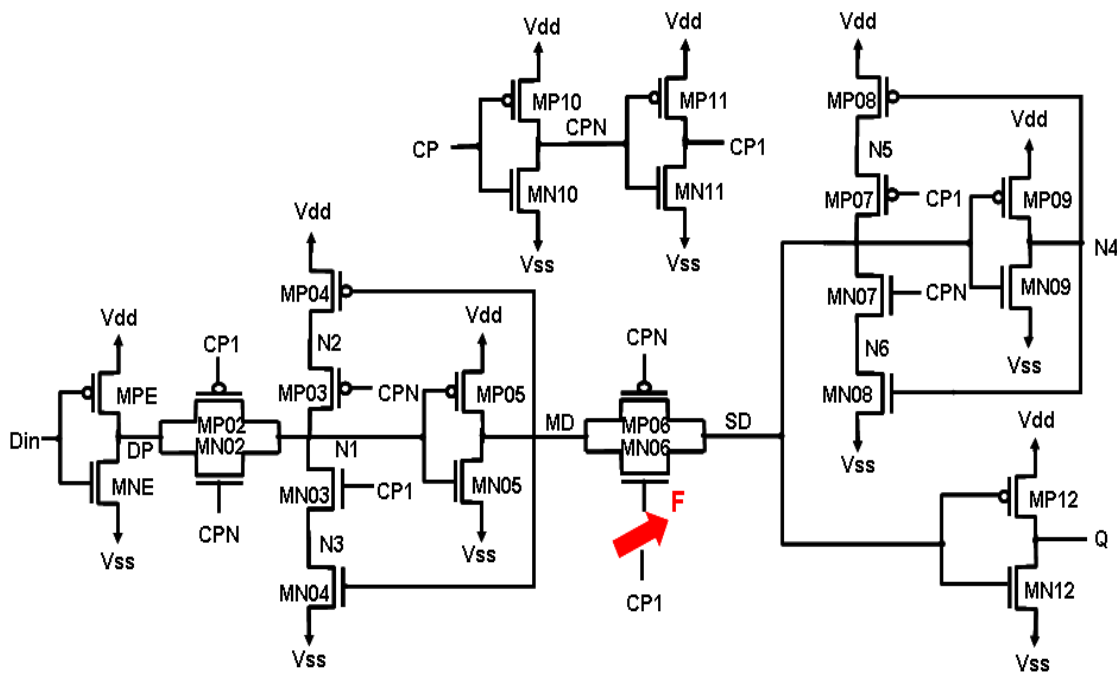 Vdd
Vdd
Vdd
MP10
MP11
MP08
CPN
Vdd
CP
CP1
N5
MN10
MN11
MP07
CP1
MP09
Vdd
Vss
Vss
N4
MP04
MN07
CPN
MN09
Vdd
CP1
N2
Vdd
CPN
N6
Vss
MPE
MP03
CPN
MP05
MN08
Din
MP02
MD
MP06
SD
DP
MN02
N1
MN06
Vss
Vdd
MNE
MN03
CP1
MN05
F
MP12
CPN
Vss
N3
Vss
Q
MN04
CP1
MN12
Vss
Vss